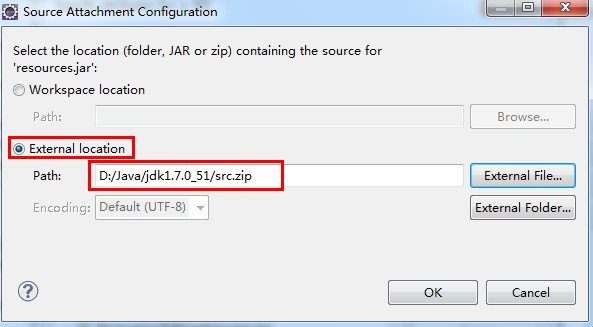 Source Attachment Configuration
Select the location (folder, JAR or zip) containing the source for
'resources.jar':
Workspace location
Path:
Browse...
External location
Path: D:/Java/jdk1.7.0_51/src.zip External File...
Encoding: Default (UTF-8) External Folder...
?
OK Cancel